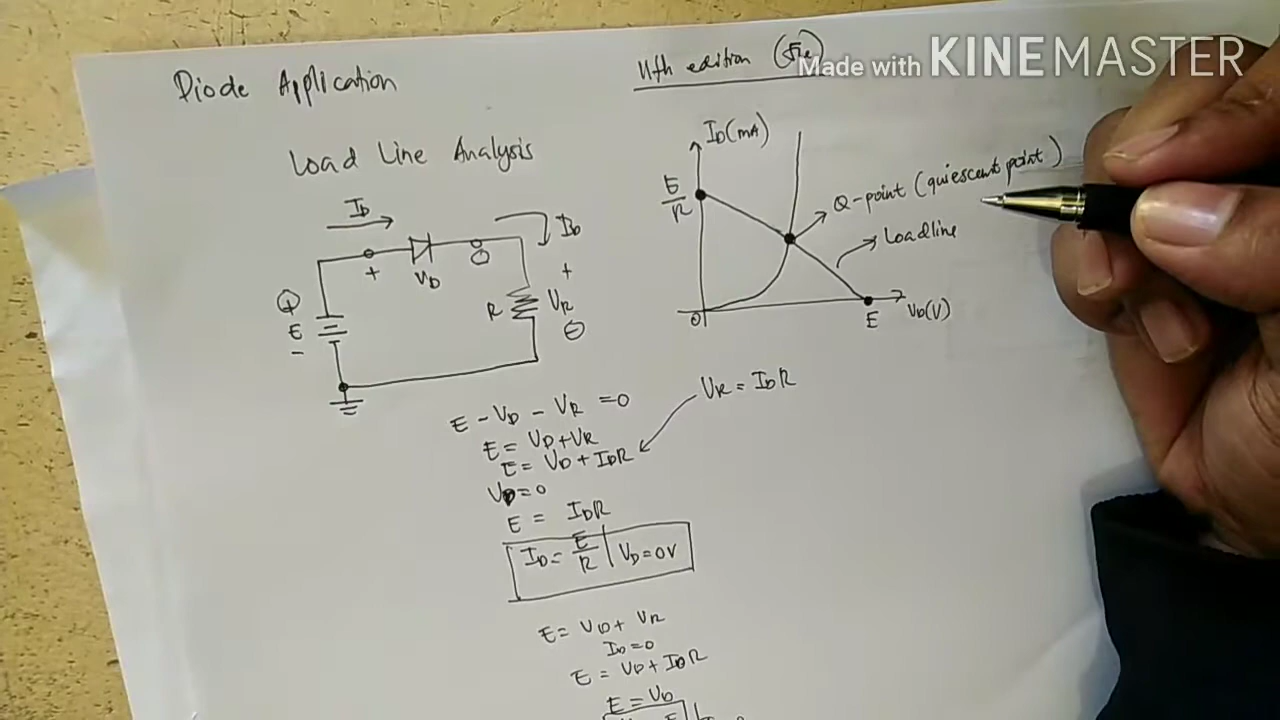 Diode Application
11th edition
Made with KINEMASTER
Load Line Analysis
ID
+
VD
ID
E
-
R
+
VR
-
ID(mA)
E/R
Q-point (quiescent point)
Loadline
0
E
VD(V)
E - VD - VR = 0
VR = IDR
E = VD + VR
E = VD + IDR
VD = 0
E = IDR
ID = E/R | VD = 0V
E = VD + VR
ID = 0
E = VD + IDR
E = VD